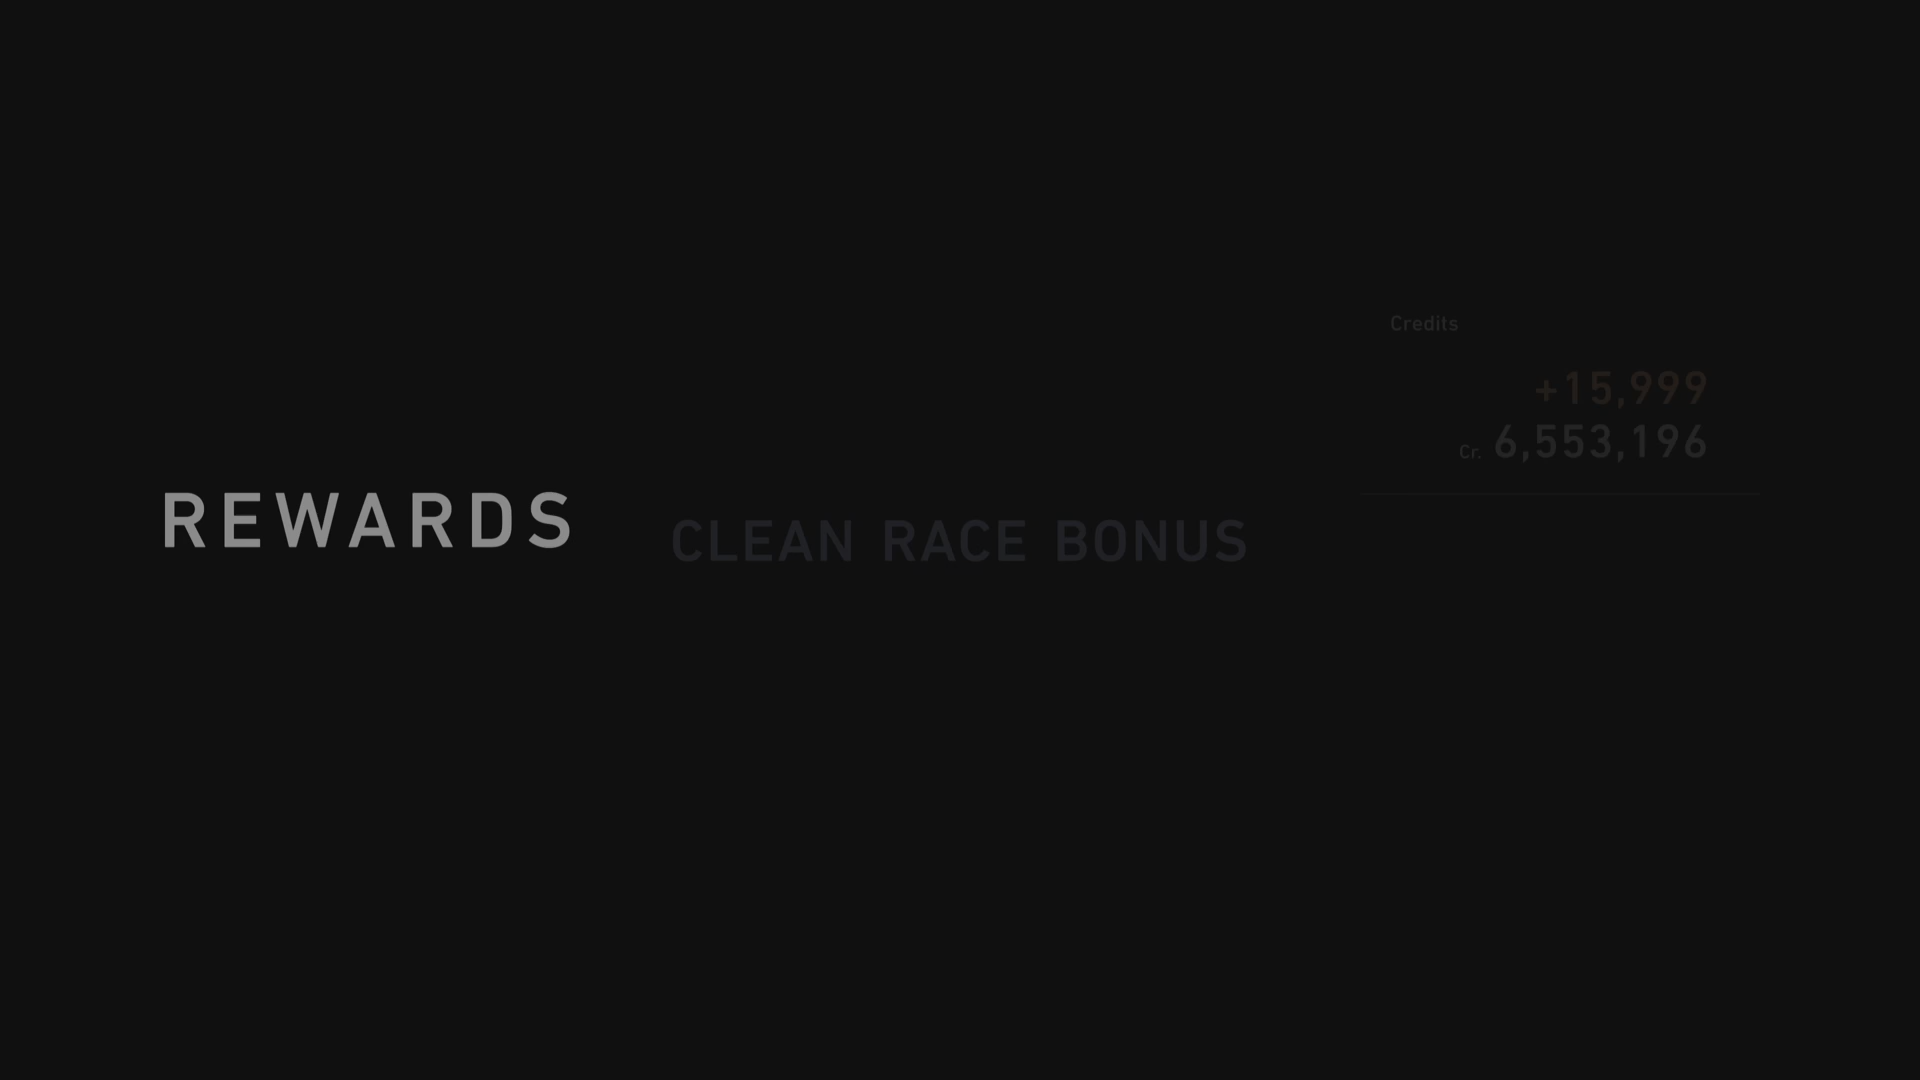 REWARDS
CLEAN RACE BONUS
Credits
+15,999
Cr. 6,553,196